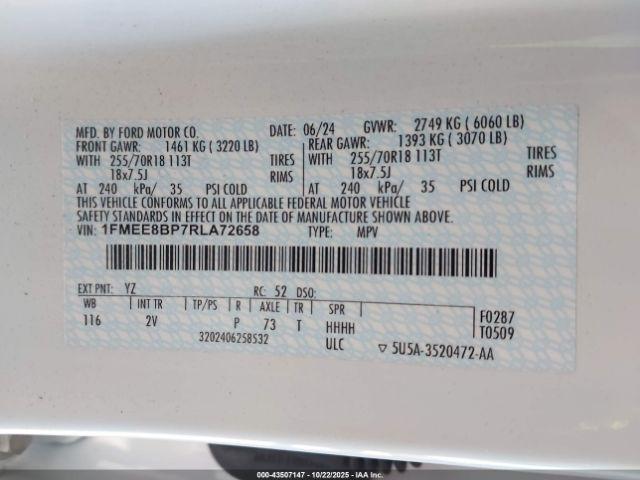 MFD. BY FORD MOTOR CO. DATE: 06/24 GVWR: 2749 KG ( 6060 LB)
FRONT GAWR: 1461 KG ( 3220 LB) REAR GAWR: 1393 KG ( 3070 LB)
WITH 255/70R18 113T TIRES WITH 255/70R18 113T TIRES
18x7.5J RIMS 18x7.5J RIMS
AT 240 kPa/ 35 PSI COLD AT 240 kPa/ 35 PSI COLD
THIS VEHICLE CONFORMS TO ALL APPLICABLE FEDERAL MOTOR VEHICLE
SAFETY STANDARDS IN EFFECT ON THE DATE OF MANUFACTURE SHOWN ABOVE.
VIN: 1FMEE8BP7RLA72658 TYPE: MPV
EXT PNT: YZ RC: 52 DSO:
WB INT TR TP/PS R AXLE TR SPR F0287
116 2V P 73 T HHHH T0509
3202406258532 ULC ▽ 5U5A-3520472-AA
000-43507147 - 10/22/2025 - IAAI.com